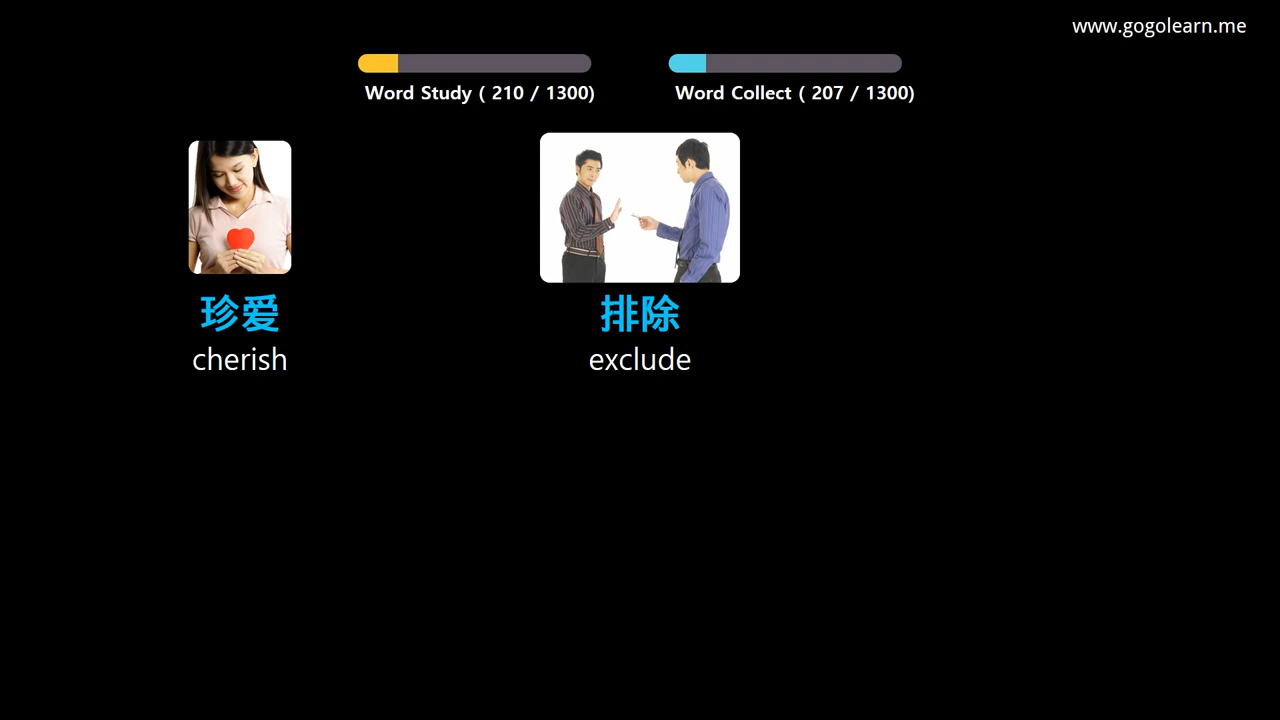 www.gogolearn.me
Word Study ( 210 / 1300)
Word Collect ( 207 / 1300)
珍爱
cherish
排除
exclude